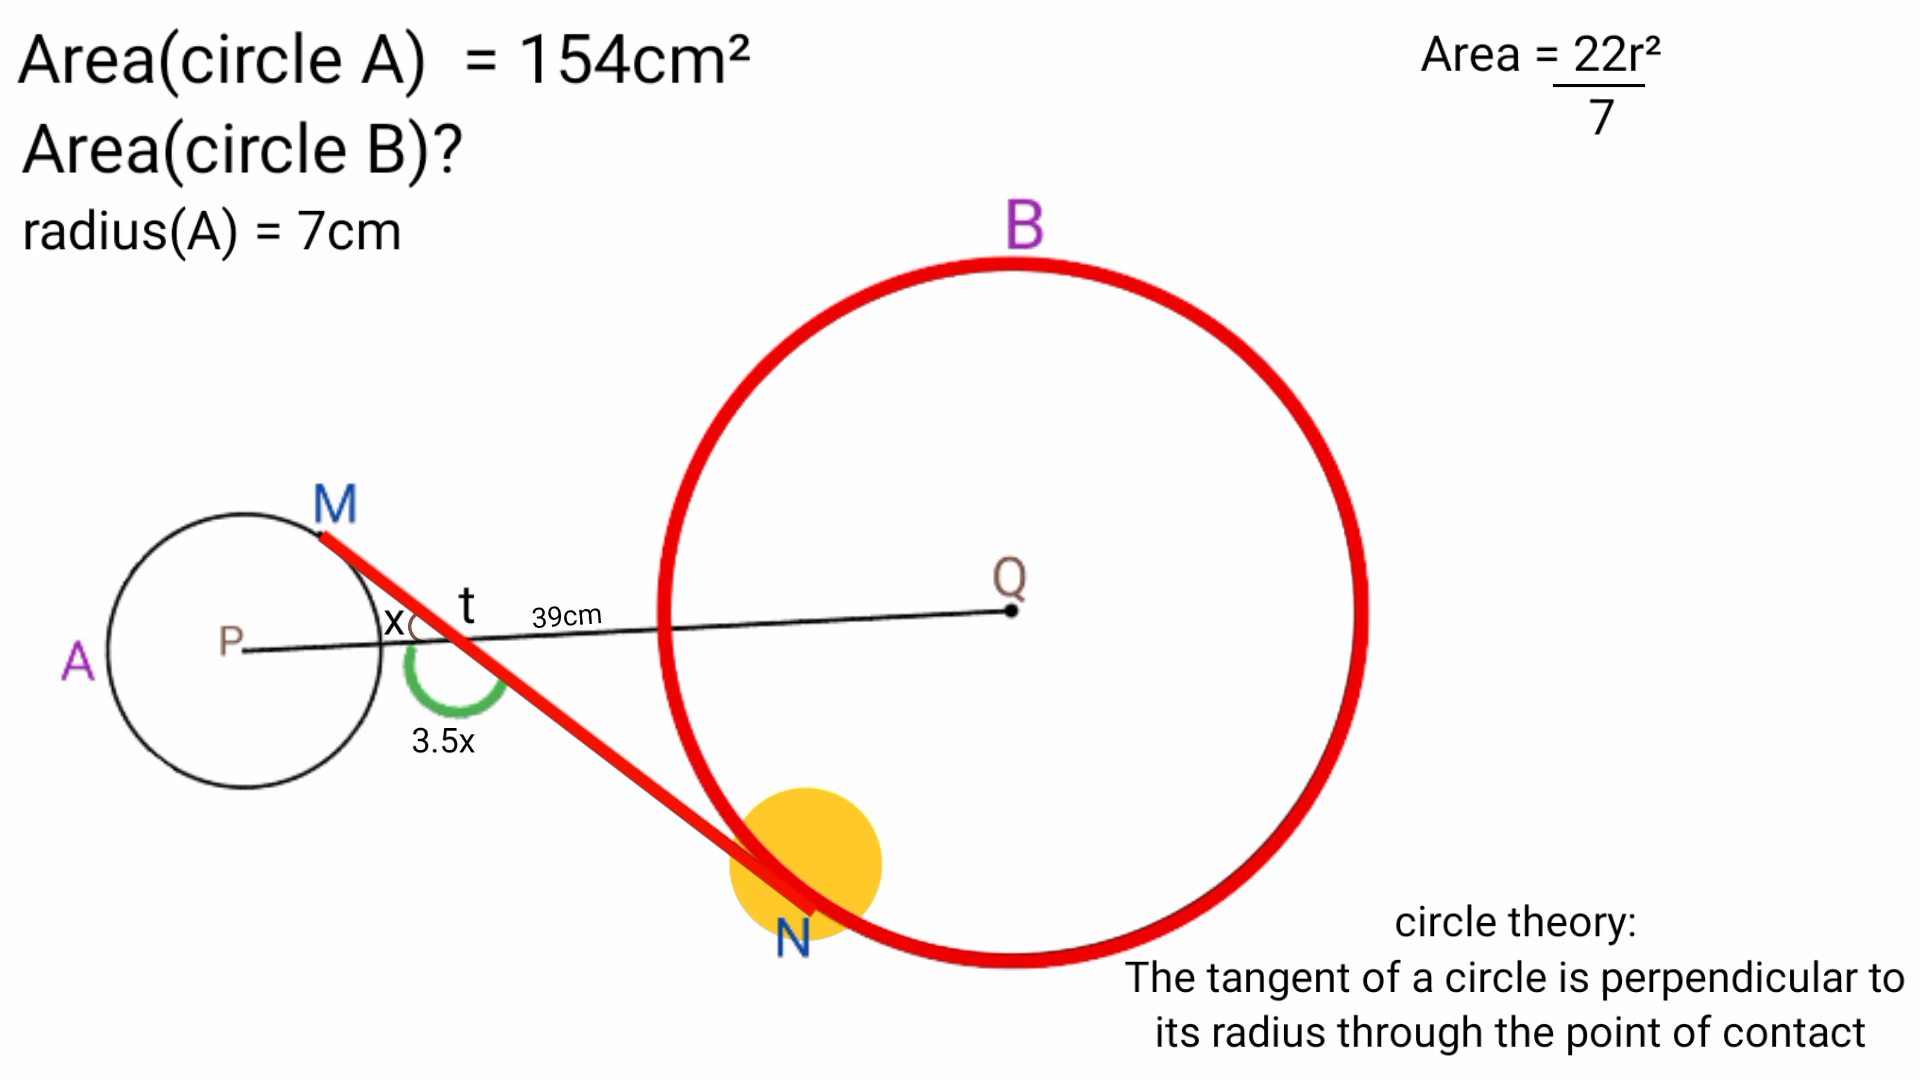 Area(circle A) = 154cm²
Area = 22r²
7
Area(circle B)?
radius(A) = 7cm
B
M
Q
t
39cm
x
P
A
3.5x
N
circle theory:
The tangent of a circle is perpendicular to
its radius through the point of contact